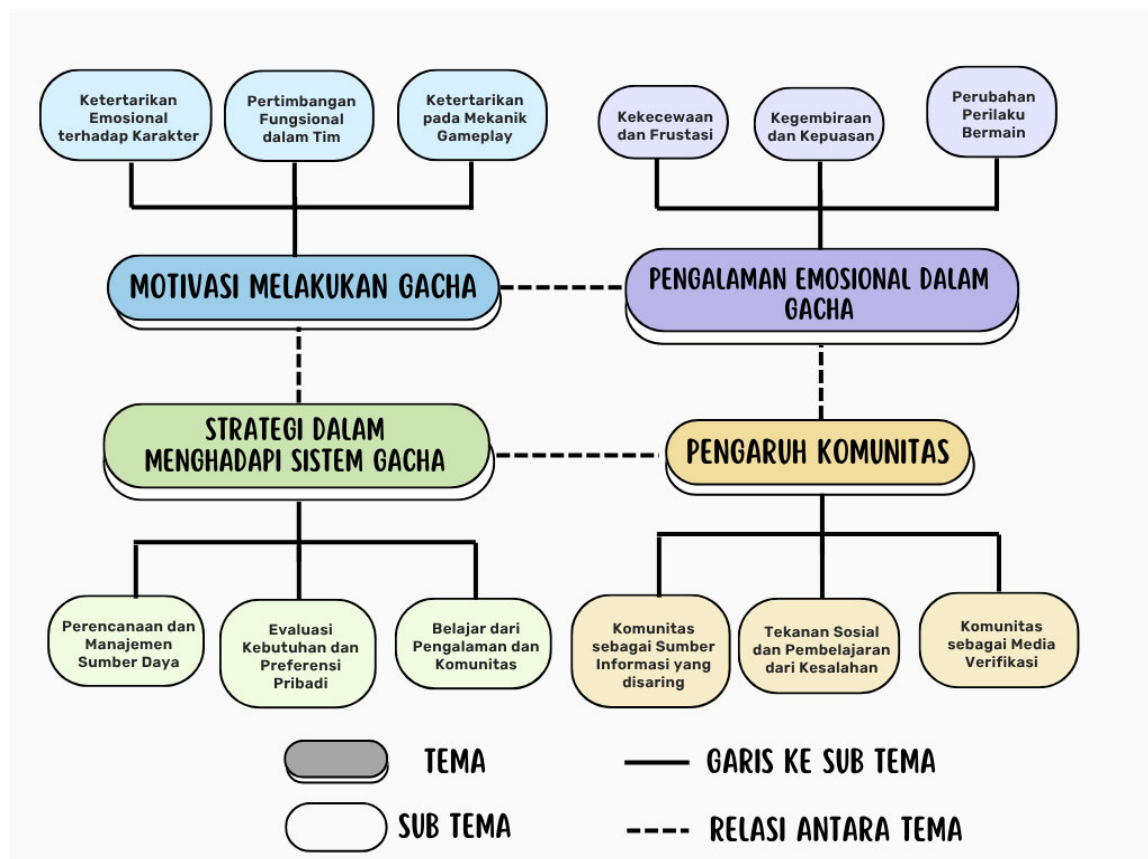 Ketertarikan
Emosional
terhadap Karakter
Pertimbangan
Fungsional
dalam Tim
Ketertarikan
pada Mekanik
Gameplay
Kekecewaan
dan Frustasi
Kegembiraan
dan Kepuasan
Perubahan
Perilaku
Bermain
MOTIVASI MELAKUKAN GACHA
PENGALAMAN EMOSIONAL DALAM
GACHA
STRATEGI DALAM
MENGHADAPI SISTEM GACHA
PENGARUH KOMUNITAS
Perencanaan dan
Manajemen
Sumber Daya
Evaluasi
Kebutuhan dan
Preferensi
Pribadi
Belajar dari
Pengalaman dan
Komunitas
Komunitas
sebagai Sumber
Informasi yang
disaring
Tekanan Sosial
dan Pembelajaran
dari Kesalahan
Komunitas
sebagai Media
Verifikasi
TEMA
GARIS KE SUB TEMA
SUB TEMA
RELASI ANTARA TEMA